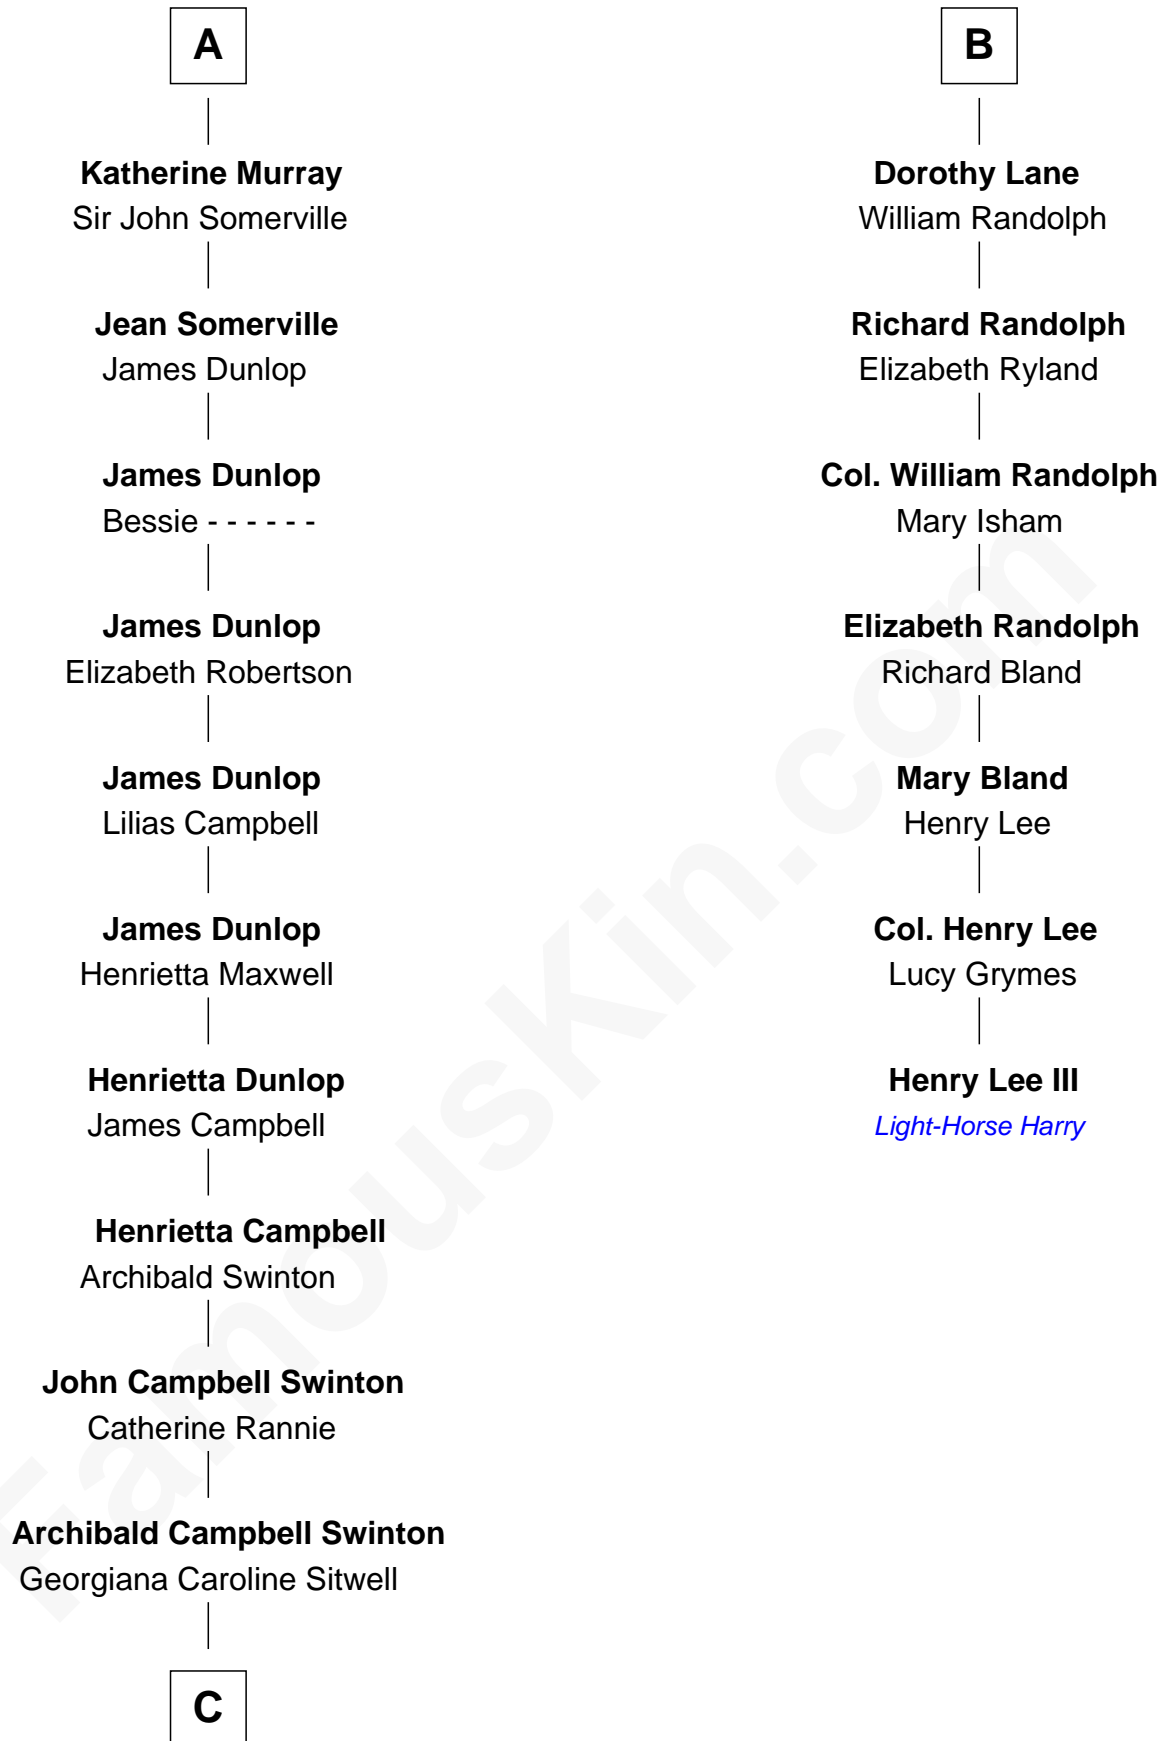 A
Katherine Murray
Sir John Somerville
Jean Somerville
James Dunlop
James Dunlop
Bessie - - - - - -
James Dunlop
Elizabeth Robertson
James Dunlop
Lilias Campbell
James Dunlop
Henrietta Maxwell
Henrietta Dunlop
James Campbell
Henrietta Campbell
Archibald Swinton
John Campbell Swinton
Catherine Rannie
Archibald Campbell Swinton
Georgiana Caroline Sitwell
C
B
Dorothy Lane
William Randolph
Richard Randolph
Elizabeth Ryland
Col. William Randolph
Mary Isham
Elizabeth Randolph
Richard Bland
Mary Bland
Henry Lee
Col. Henry Lee
Lucy Grymes
Henry Lee III
Light-Horse Harry
FamousKin.com